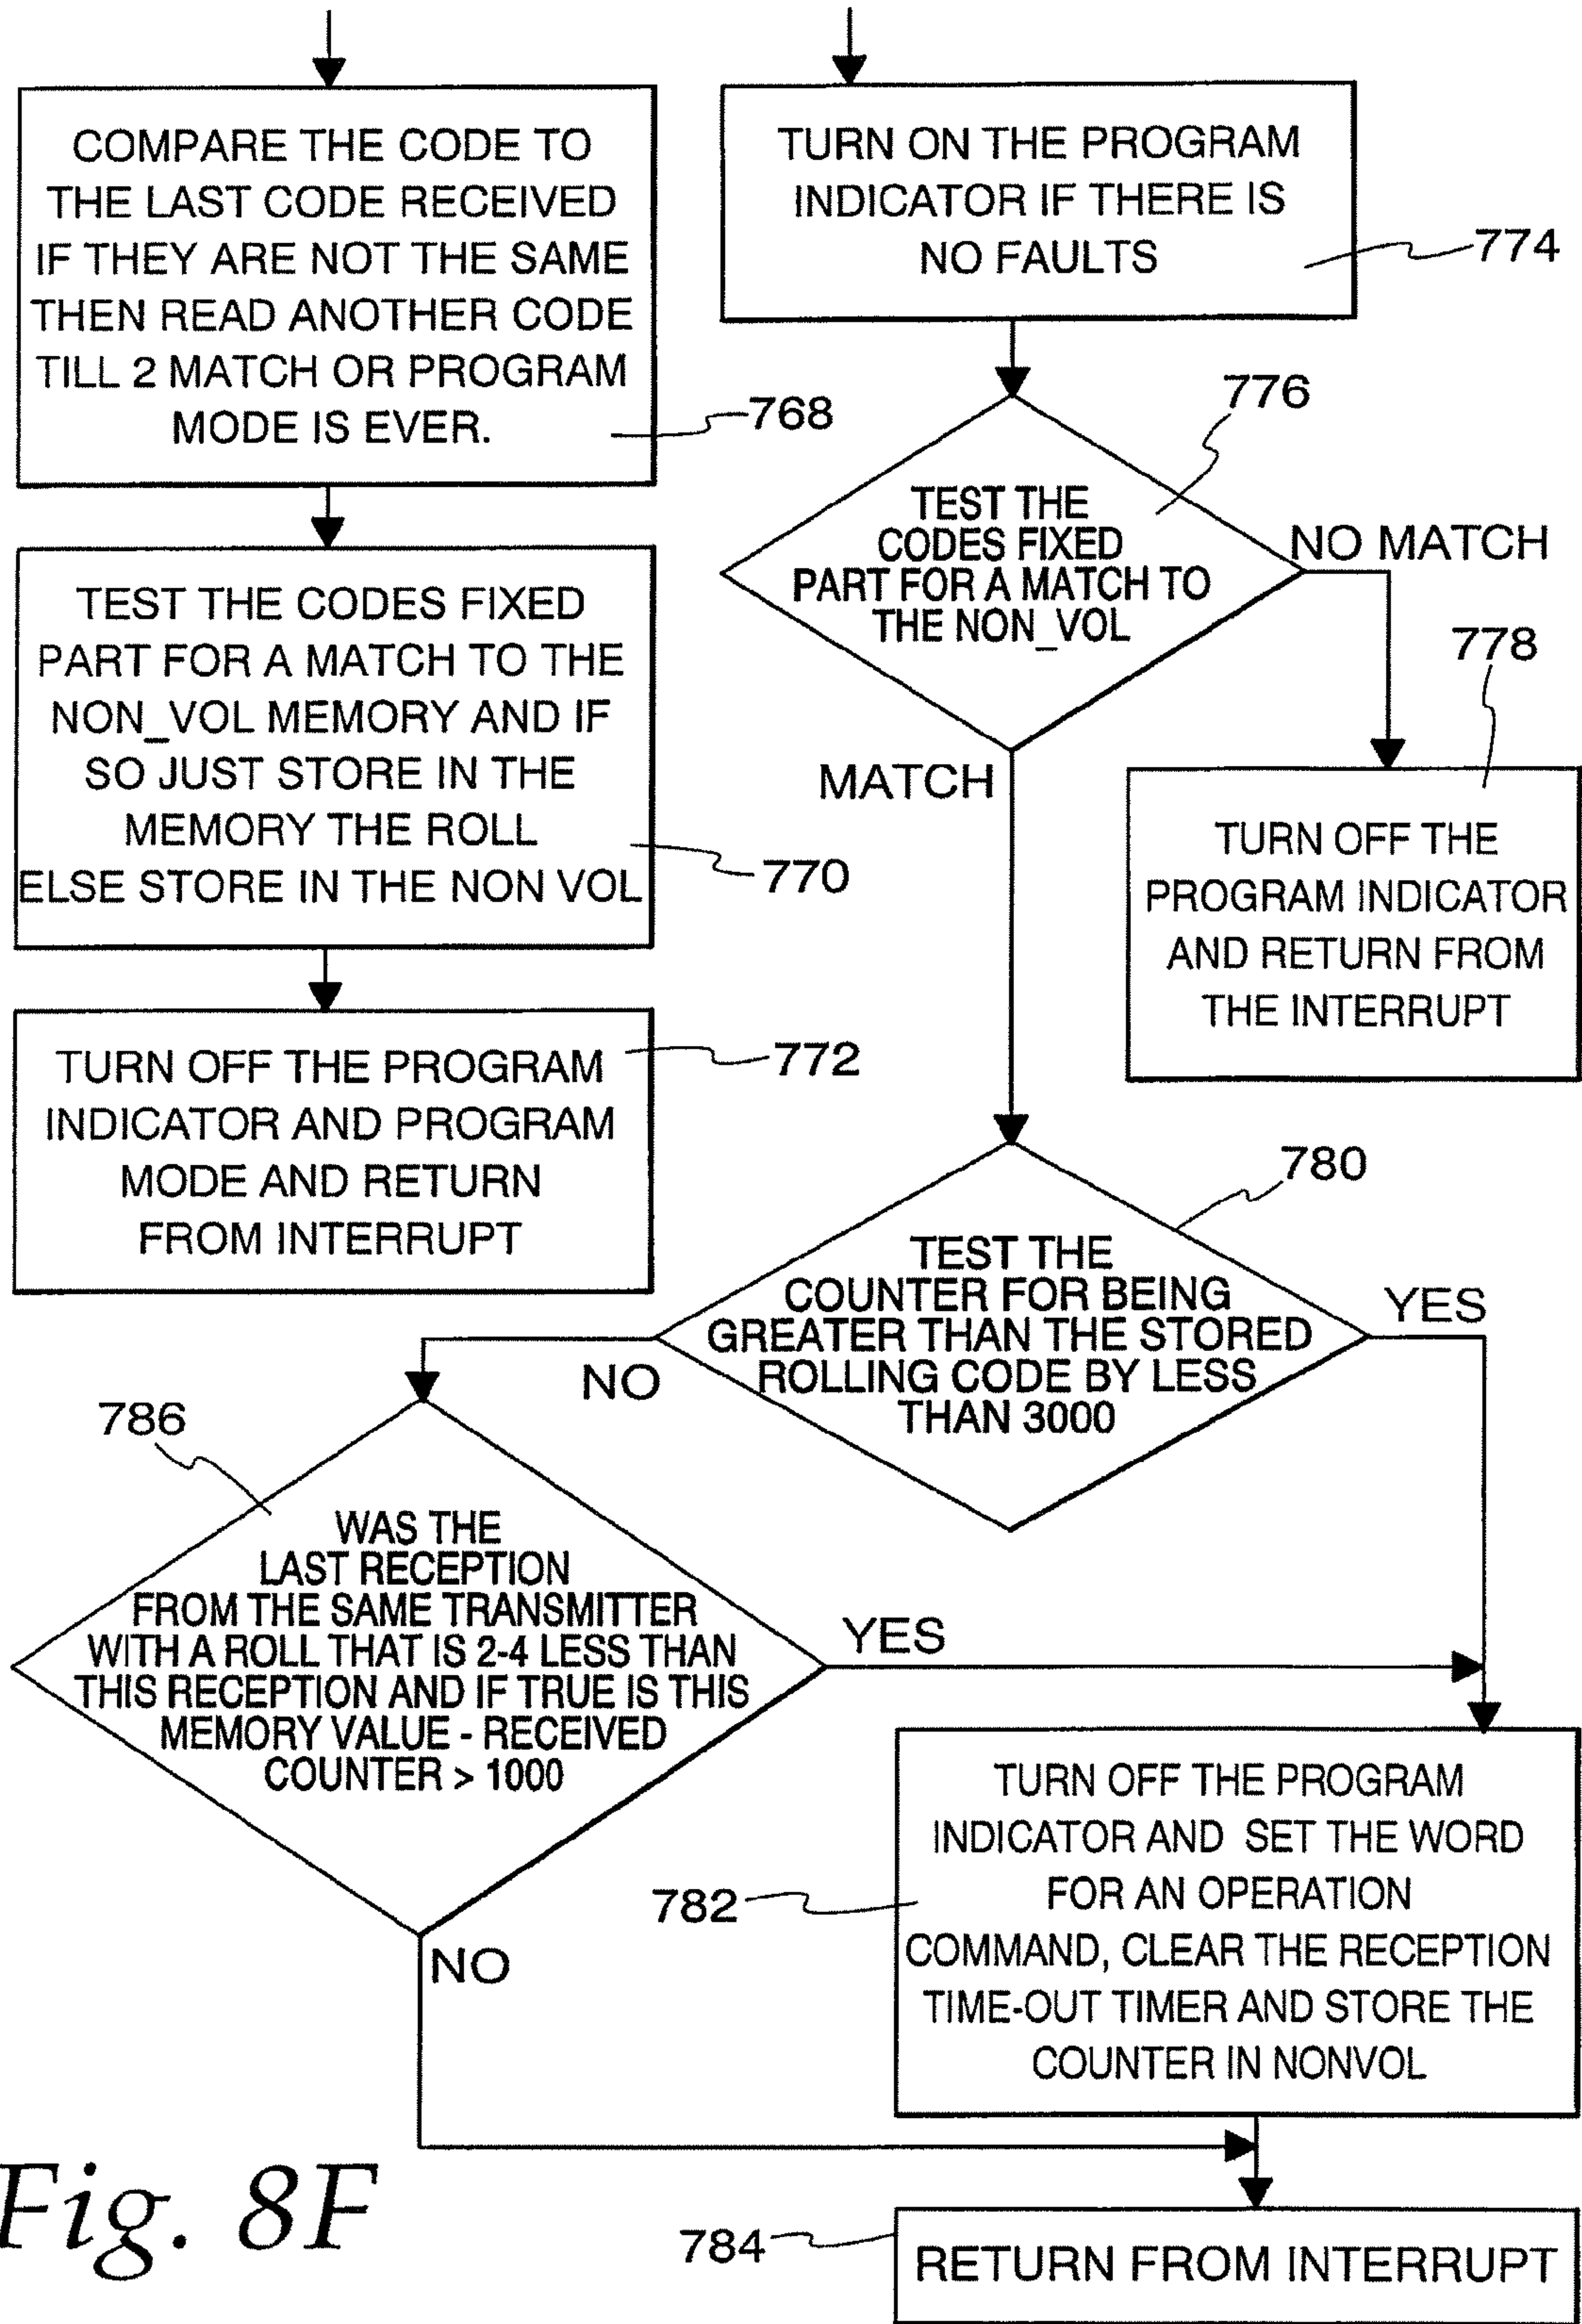 COMPARE THE CODE TO
THE LAST CODE RECEIVED
IF THEY ARE NOT THE SAME
THEN READ ANOTHER CODE
TILL 2 MATCH OR PROGRAM
MODE IS EVER.
768
TEST THE CODES FIXED
PART FOR A MATCH TO THE
NON_VOL MEMORY AND IF
SO JUST STORE IN THE
MEMORY THE ROLL
ELSE STORE IN THE NON VOL
770
TURN OFF THE PROGRAM
INDICATOR AND PROGRAM
MODE AND RETURN
FROM INTERRUPT
772
TURN ON THE PROGRAM
INDICATOR IF THERE IS
NO FAULTS
774
776
TEST THE
CODES FIXED
PART FOR A MATCH TO
THE NON_VOL
NO MATCH
MATCH
778
TURN OFF THE
PROGRAM INDICATOR
AND RETURN FROM
THE INTERRUPT
780
TEST THE
COUNTER FOR BEING
GREATER THAN THE STORED
ROLLING CODE BY LESS
THAN 3000
YES
NO
786
WAS THE
LAST RECEPTION
FROM THE SAME TRANSMITTER
WITH A ROLL THAT IS 2-4 LESS THAN
THIS RECEPTION AND IF TRUE IS THIS
MEMORY VALUE - RECEIVED
COUNTER > 1000
YES
NO
782
TURN OFF THE PROGRAM
INDICATOR AND SET THE WORD
FOR AN OPERATION
COMMAND, CLEAR THE RECEPTION
TIME-OUT TIMER AND STORE THE
COUNTER IN NONVOL
784
RETURN FROM INTERRUPT
Fig. 8F